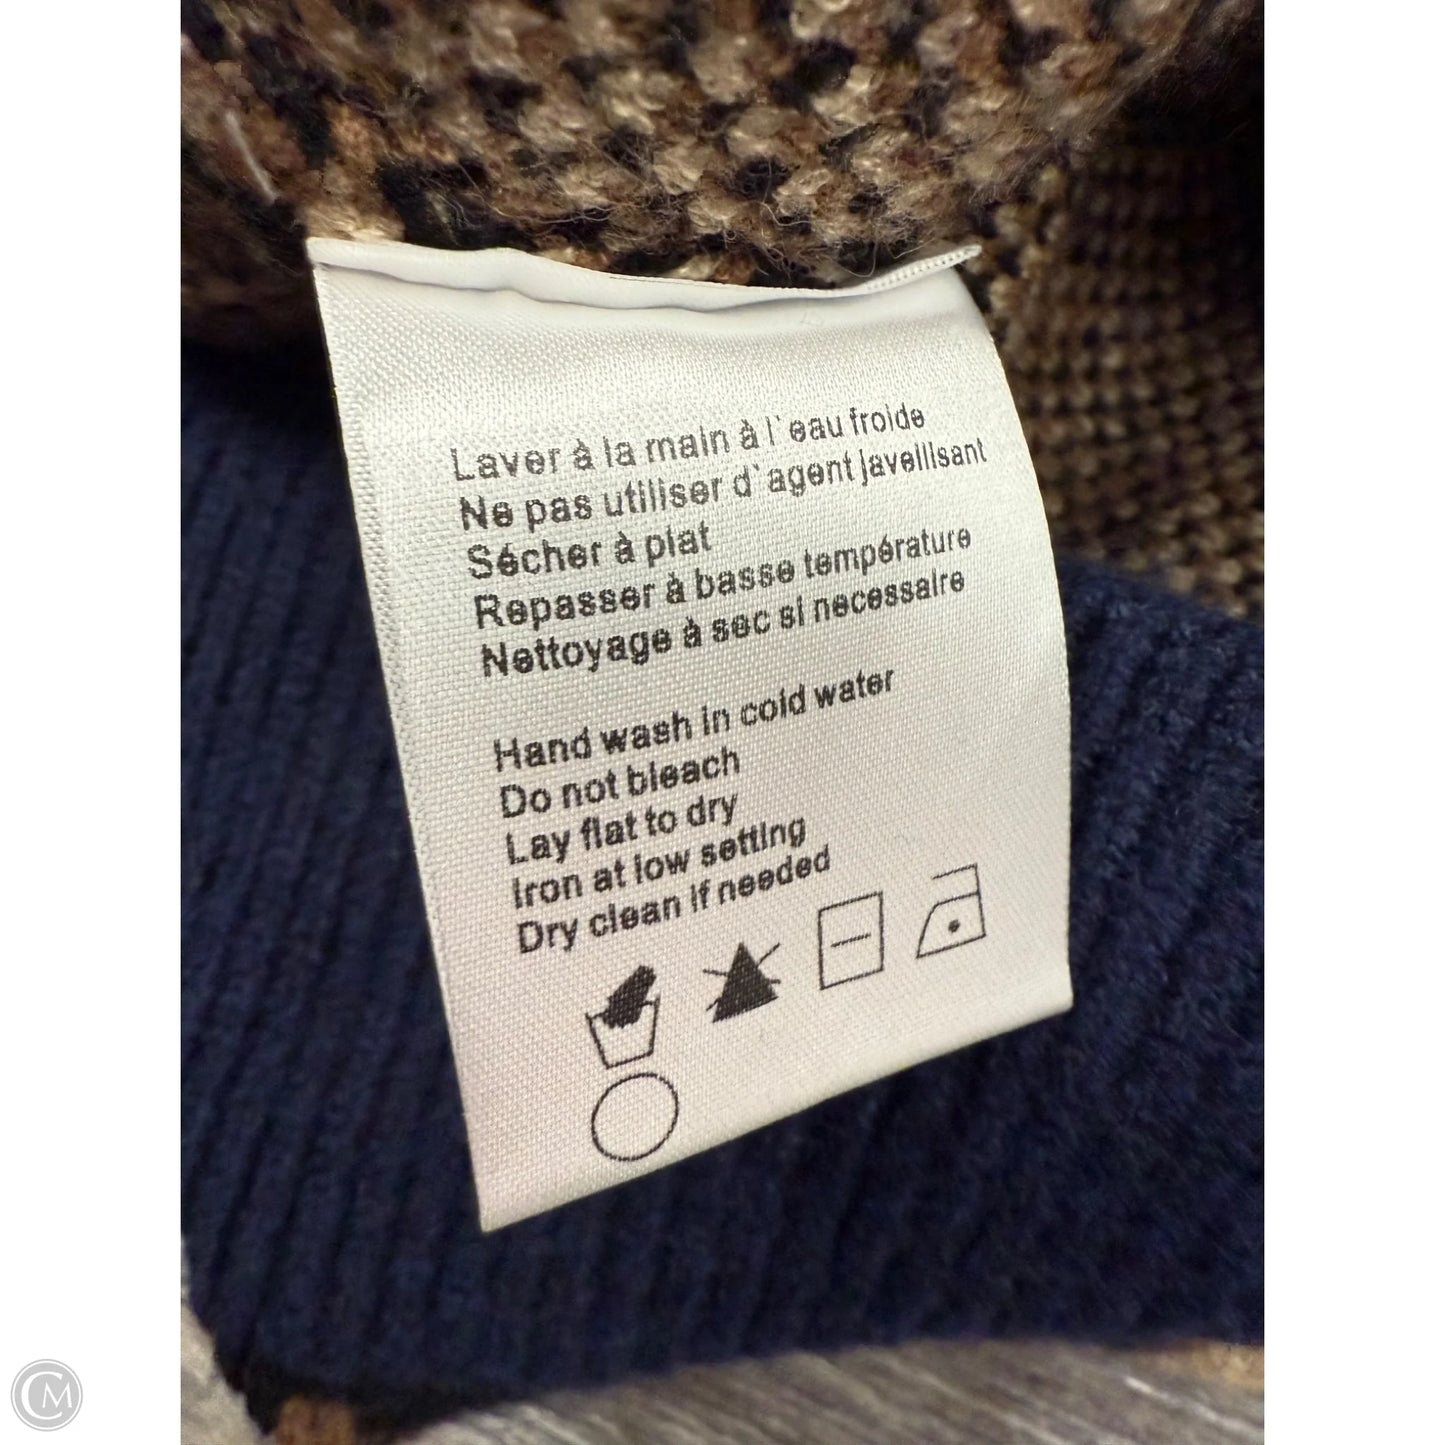 Laver à la main à l`eau froide
Ne pas utiliser d`agent javellisant
Sécher à plat
Repasser à basse température
Nettoyage à sec si necessaire
Hand wash in cold water
Do not bleach
Lay flat to dry
Iron at low setting
Dry clean if needed
CM